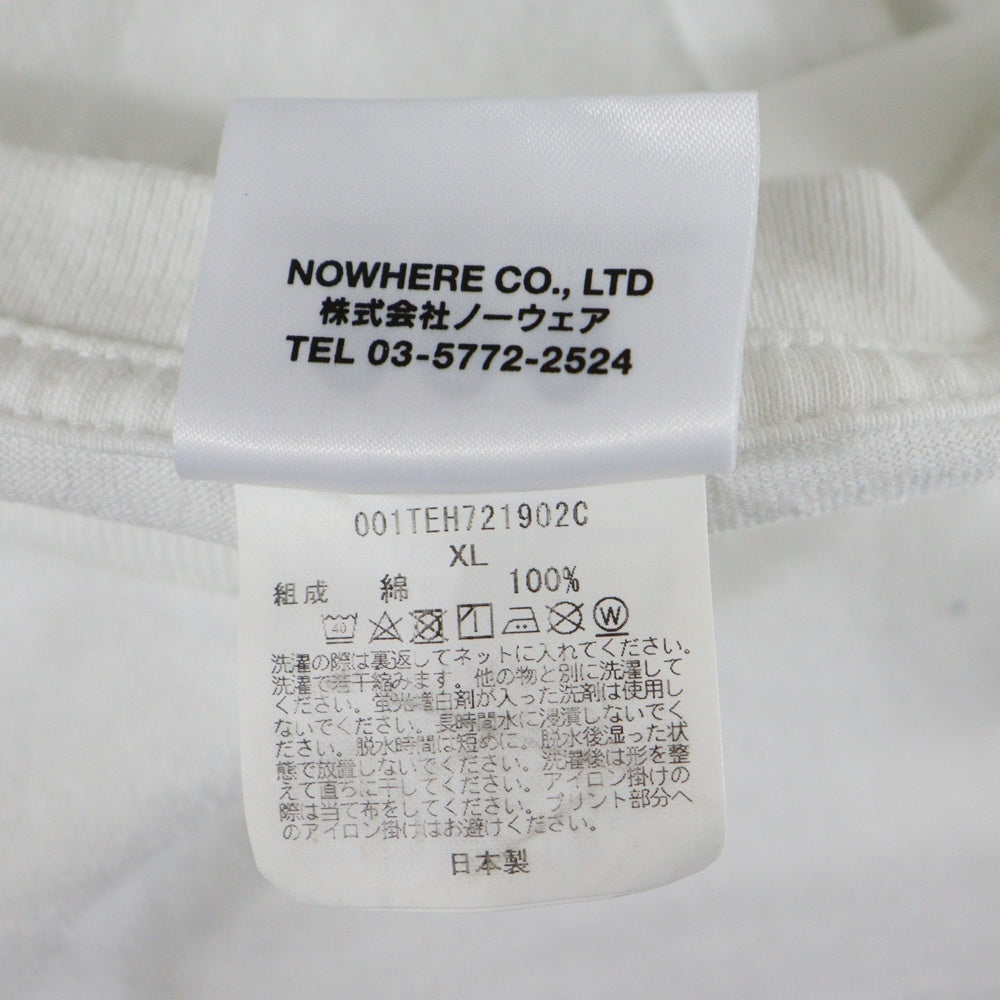 NOWHERE CO., LTD
株式会社ノーウェア
TEL 03-5772-2524
001TEH721902C
XL
組成 綿 100%
40 W
洗濯の際は裏返してネットに入れてください。
洗濯で若干縮みます。他の物と別に洗濯して
ください。蛍光増白剤が入った洗剤は使用し
ないでください。長時間水に浸漬しないでく
ださい。脱水時間は短めに。脱水後湿った状
態で放置しないでください。洗濯後は形を整
えて直ちに干してください。アイロン掛けの
際は当て布をしてください。プリント部分へ
のアイロン掛けはお避けください。
日本製